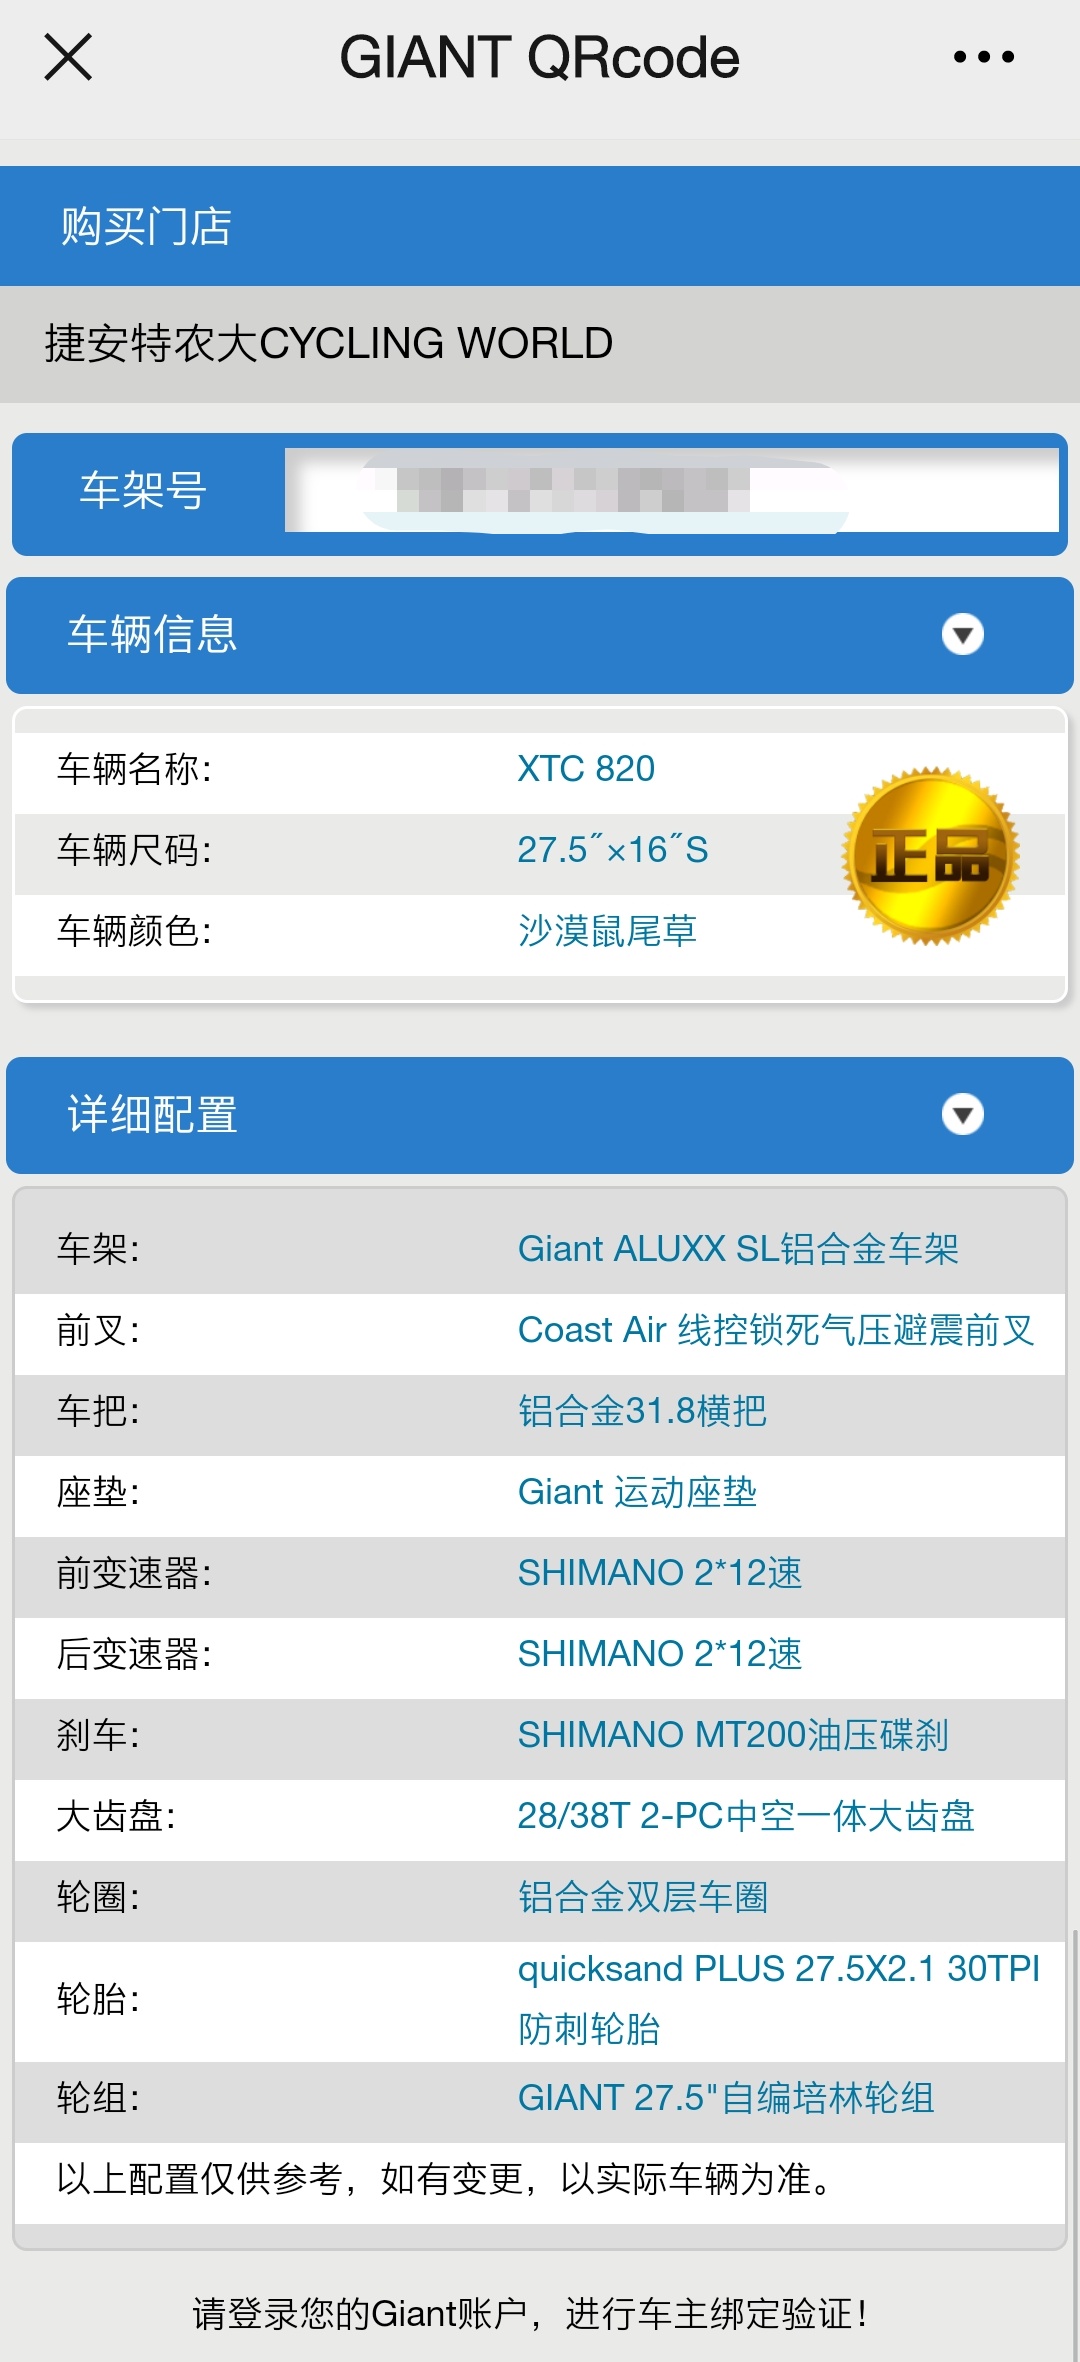 GIANT QRcode
购买门店
捷安特农大CYCLING WORLD
车架号
车辆信息
车辆名称: XTC 820
车辆尺码: 27.5˝×16˝S
车辆颜色: 沙漠鼠尾草
正品
详细配置
车架: Giant ALUXX SL铝合金车架
前叉: Coast Air 线控锁死气压避震前叉
车把: 铝合金31.8横把
座垫: Giant 运动座垫
前变速器: SHIMANO 2*12速
后变速器: SHIMANO 2*12速
刹车: SHIMANO MT200油压碟刹
大齿盘: 28/38T 2-PC中空一体大齿盘
轮圈: 铝合金双层车圈
轮胎: quicksand PLUS 27.5X2.1 30TPI
防刺轮胎
轮组: GIANT 27.5"自编培林轮组
以上配置仅供参考，如有变更，以实际车辆为准。
请登录您的Giant账户，进行车主绑定验证！